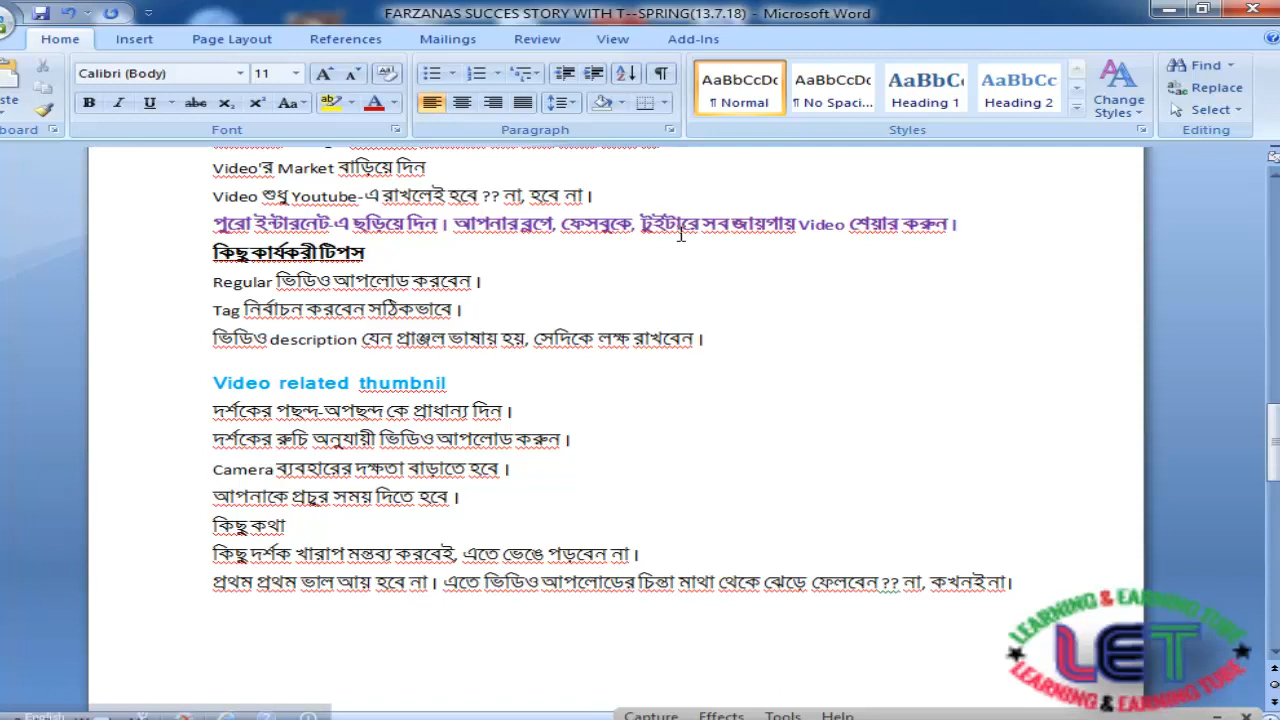 FARZANAS SUCCES STORY WITH T--SPRING(13.7.18) - Microsoft Word
Home Insert Page Layout References Mailings Review View Add-Ins
Calibri (Body) 11
AaBbCcDc AaBbCcDc AaBbCc AaBbCc
¶ Normal ¶ No Spaci... Heading 1 Heading 2
Change Styles
Find
Replace
Select
Font Paragraph Styles Editing
Video'র Market বাড়িয়ে দিন
Video শুধু Youtube-এ রাখলেই হবে ?? না, হবে না।
পুরো ইন্টারনেট-এ ছড়িয়ে দিন। আপনার ব্লগে, ফেসবুকে, টুইটারে সব জায়গায় Video শেয়ার করুন।
কিছু কার্যকরী টিপস
Regular ভিডিও আপলোড করবেন।
Tag নির্বাচন করবেন সঠিকভাবে।
ভিডিও description যেন প্রাঞ্জল ভাষায় হয়, সেদিকে লক্ষ রাখবেন।
Video related thumbnil
দর্শকের পছন্দ-অপছন্দ কে প্রাধান্য দিন।
দর্শকের রুচি অনুযায়ী ভিডিও আপলোড করুন।
Camera ব্যবহারের দক্ষতা বাড়াতে হবে।
আপনাকে প্রচুর সময় দিতে হবে।
কিছু কথা
কিছু দর্শক খারাপ মন্তব্য করবেই, এতে ভেঙে পড়বেন না।
প্রথম প্রথম ভাল আয় হবে না। এতে ভিডিও আপলোডের চিন্তা মাথা থেকে ঝেড়ে ফেলবেন ?? না, কখনই না।
LEARNING & EARNING TUBE
LET
LEARNING & EARNING TUBE
Capture Effects Tools Help